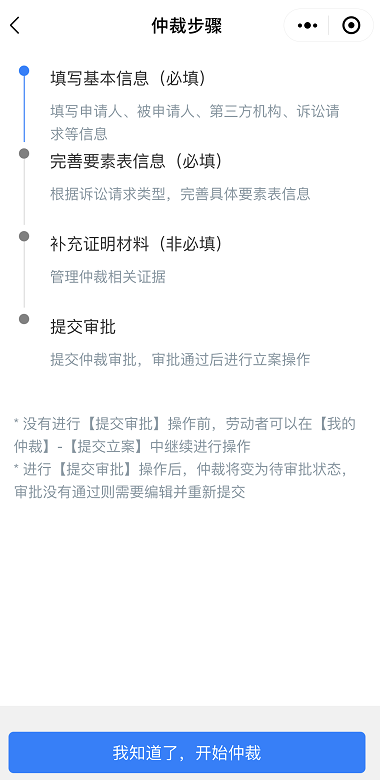 仲裁步骤
填写基本信息（必填）
填写申请人、被申请人、第三方机构、诉讼请
求等信息
完善要素表信息（必填）
根据诉讼请求类型，完善具体要素表信息
补充证明材料（非必填）
管理仲裁相关证据
提交审批
提交仲裁审批，审批通过后进行立案操作
* 没有进行【提交审批】操作前，劳动者可以在【我的
仲裁】-【提交立案】中继续进行操作
* 进行【提交审批】操作后，仲裁将变为待审批状态，
审批没有通过则需要编辑并重新提交
我知道了，开始仲裁